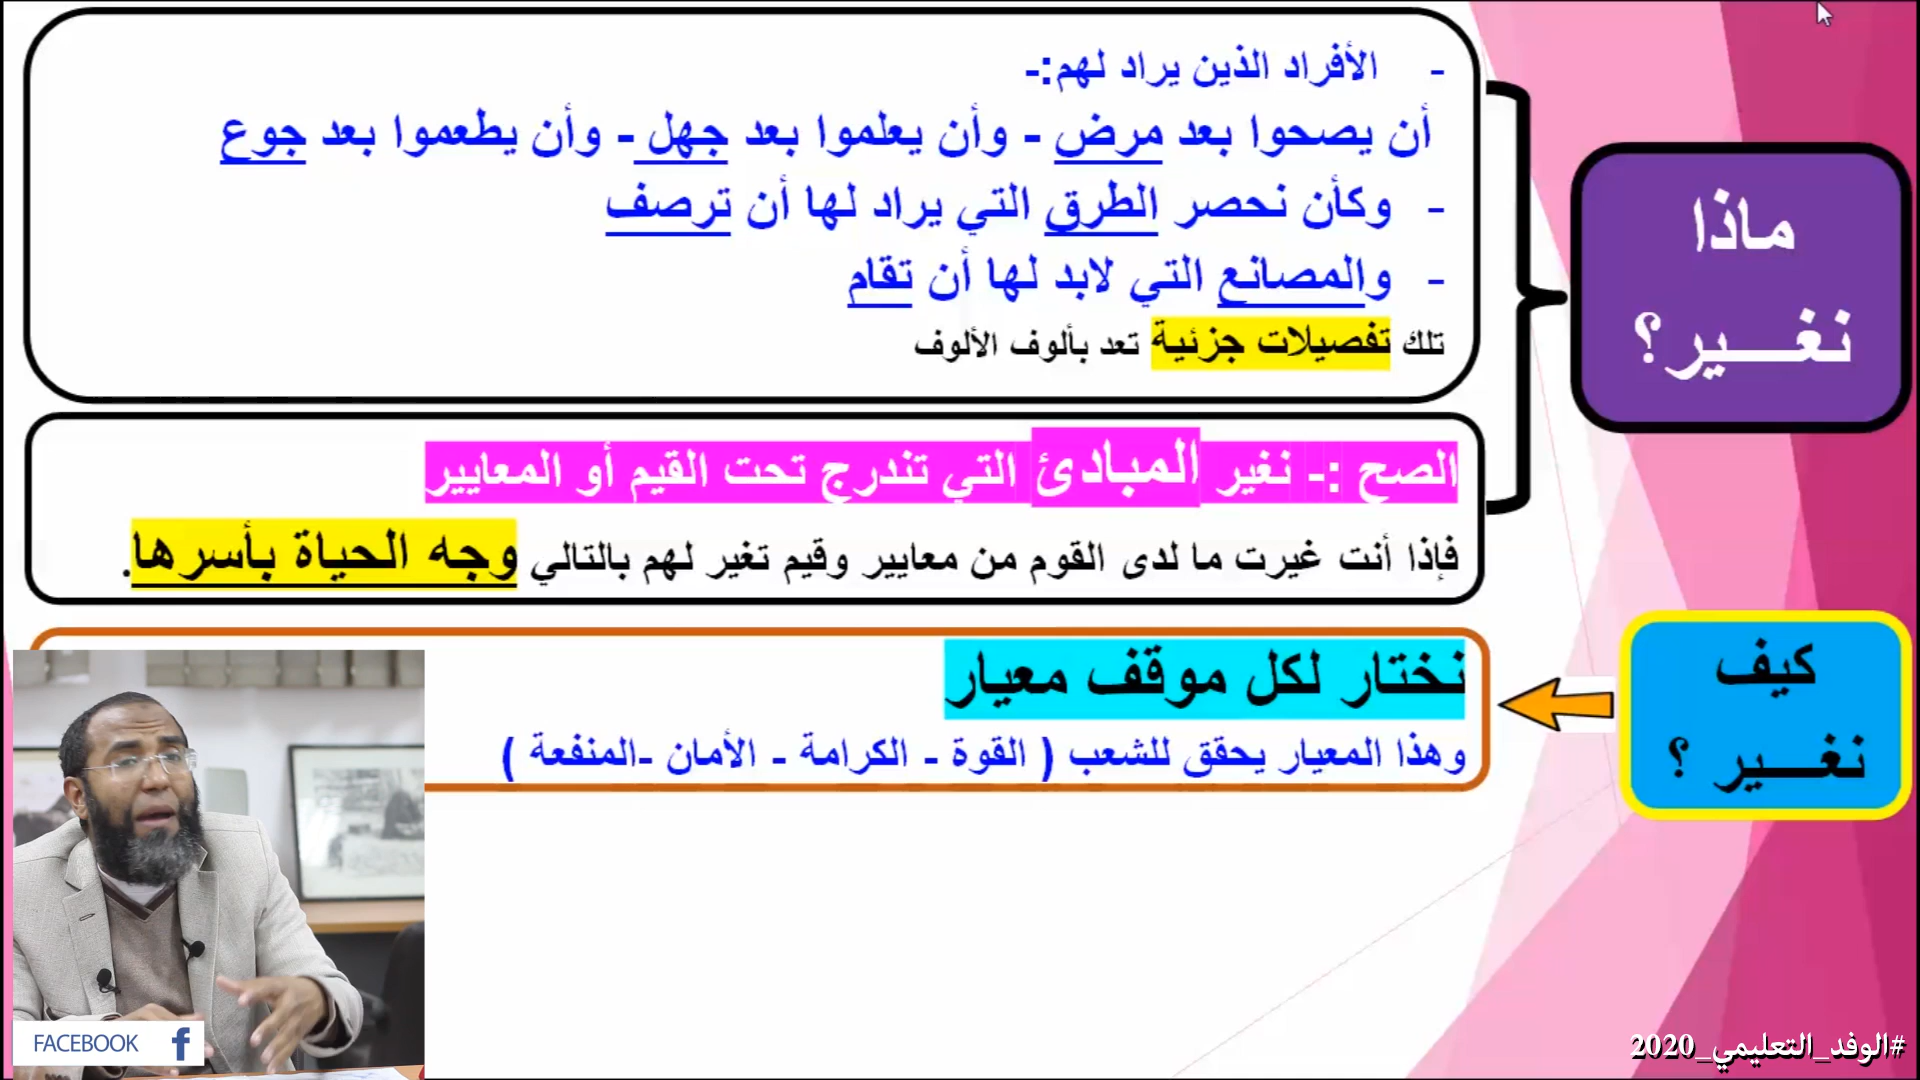 ماذا
نغـــــير؟
- الأفراد الذين يراد لهم:-
أن يصحوا بعد مرض - وأن يعلموا بعد جهل - وأن يطعموا بعد جوع
- وكأن نحصر الطرق التي يراد لها أن ترصف
- والمصانع التي لابد لها أن تقام
تلك تفصيلات جزئية تعد بألوف الألوف
الصح :- نغير المبادئ التي تندرج تحت القيم أو المعايير
فإذا أنت غيرت ما لدى القوم من معايير وقيم تغير لهم بالتالي وجه الحياة بأسرها.
كيف
نغـــــير ؟
نختار لكل موقف معيار
وهذا المعيار يحقق للشعب ( القوة - الكرامة - الأمان -المنفعة )
FACEBOOK f
#الوفد_التعليمي_2020